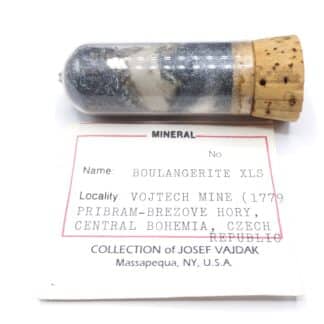 MINERAL
No
Name: BOULANGERITE XLS
Locality: VOJTECH MINE (1779
PRIBRAM-BREZOVE HORY,
CENTRAL BOHEMIA, CZECH
REPUBLIC
COLLECTION of JOSEF VAJDAK
Massapequa, NY, U.S.A.